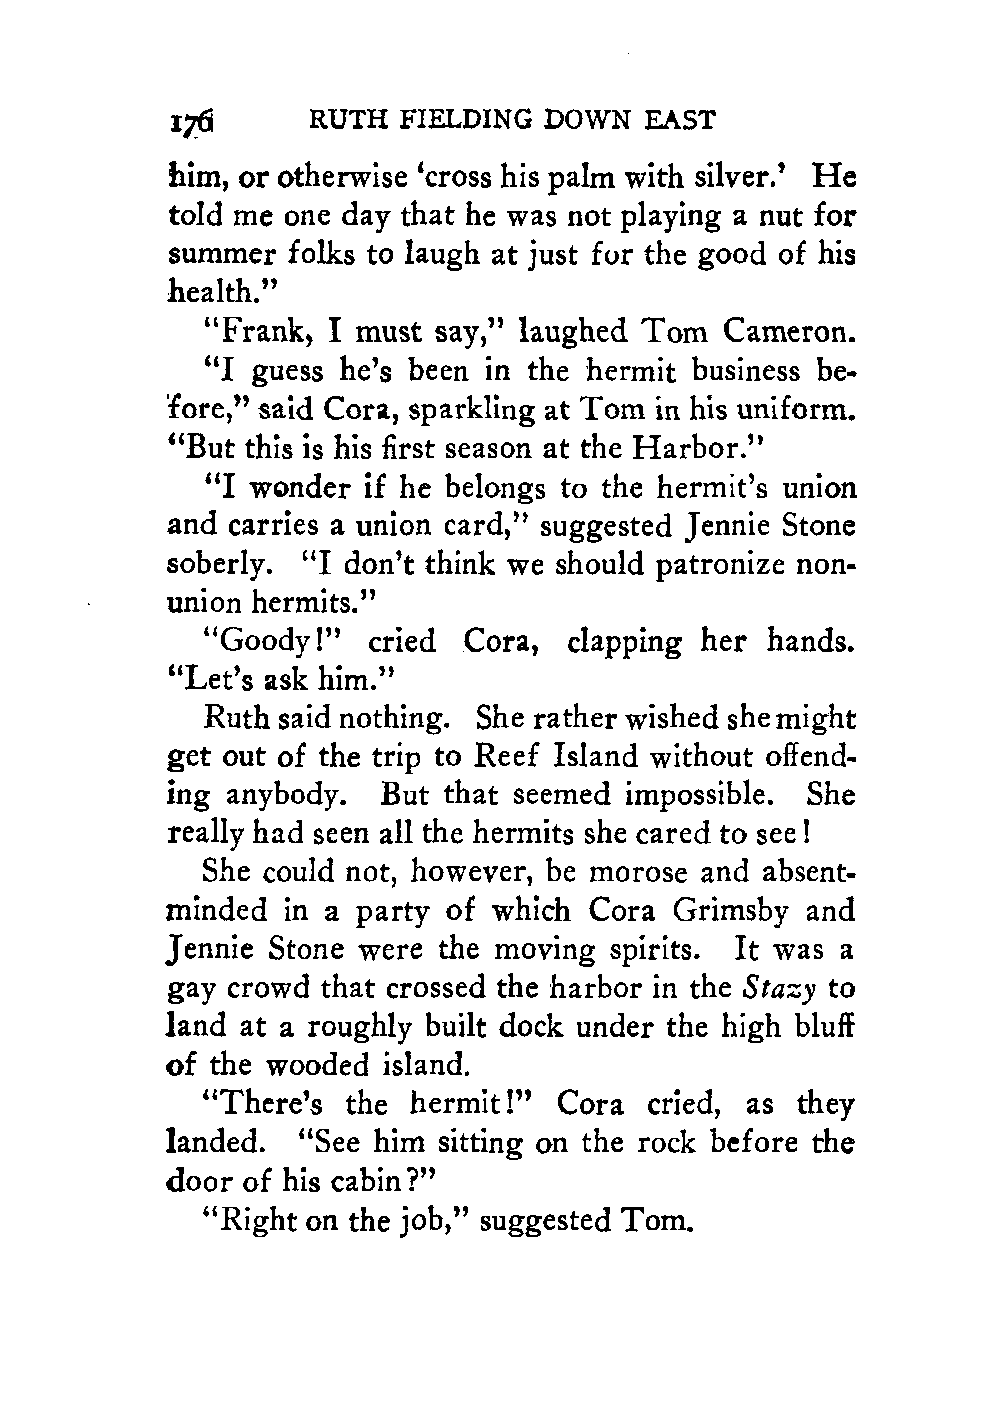 176 RUTH FIELDING DOWN EAST
him, or otherwise ‘cross his palm with silver.’ He
told me one day that he was not playing a nut for
summer folks to laugh at just for the good of his
health.”
“Frank, I must say,” laughed Tom Cameron.
“I guess he’s been in the hermit business be-
fore,” said Cora, sparkling at Tom in his uniform.
“But this is his first season at the Harbor.”
“I wonder if he belongs to the hermit’s union
and carries a union card,” suggested Jennie Stone
soberly. “I don’t think we should patronize non-
union hermits.”
“Goody!” cried Cora, clapping her hands.
“Let’s ask him.”
Ruth said nothing. She rather wished she might
get out of the trip to Reef Island without offend-
ing anybody. But that seemed impossible. She
really had seen all the hermits she cared to see!
She could not, however, be morose and absent-
minded in a party of which Cora Grimsby and
Jennie Stone were the moving spirits. It was a
gay crowd that crossed the harbor in the Stazy to
land at a roughly built dock under the high bluff
of the wooded island.
“There’s the hermit!” Cora cried, as they
landed. “See him sitting on the rock before the
door of his cabin?”
“Right on the job,” suggested Tom.